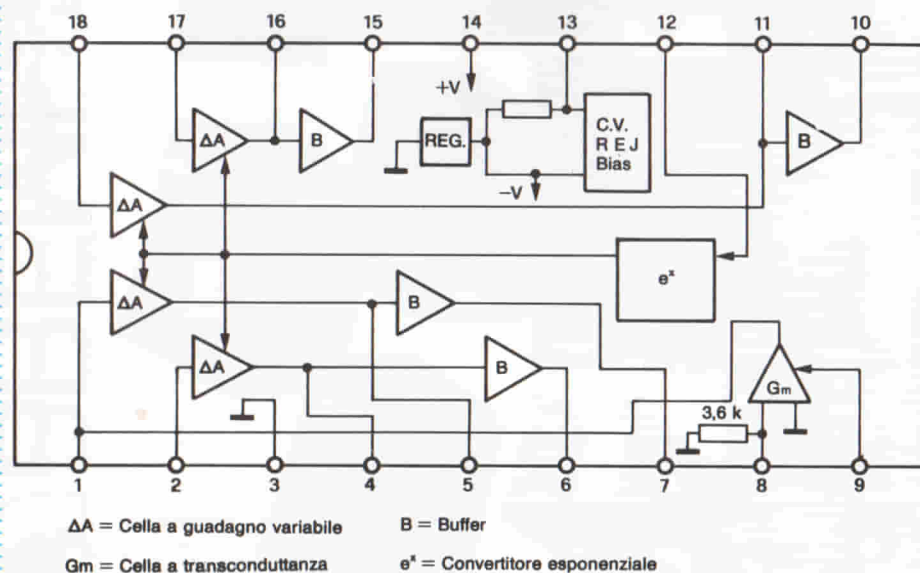 18 17 16 15 14 13 12 11 10
+V
ΔA B REG. C.V. B
R E J
Bias
−V
ΔA
eˣ
ΔA B
ΔA B
Gm
3,6 k
1 2 3 4 5 6 7 8 9
ΔA = Cella a guadagno variabile B = Buffer
Gm = Cella a transconduttanza eˣ = Convertitore esponenziale